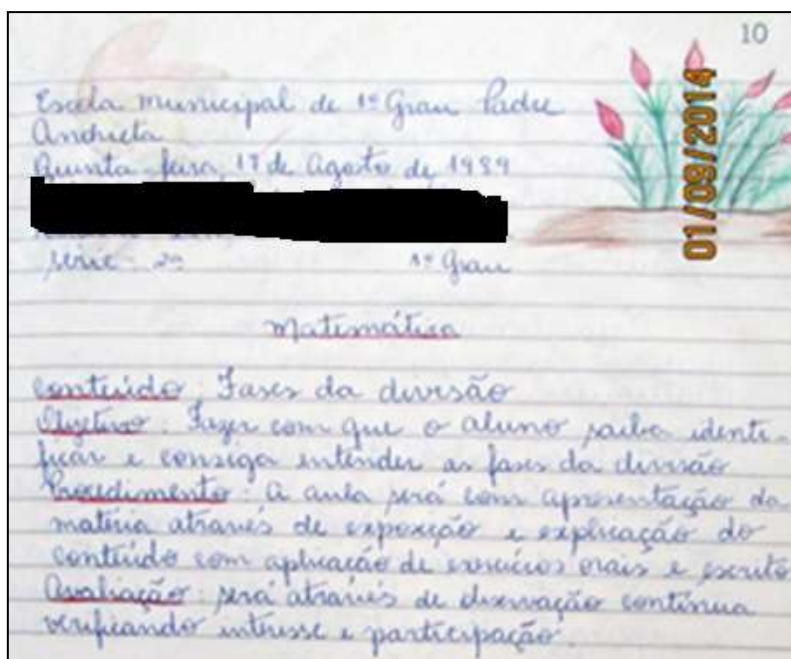 10
Escola municipal de 1º Grau Padre
Anchieta
Quinta-feira, 17 de Agosto de 1989
série: 2ª 1º Grau
matemática
conteúdo: Fases da divisão
Objetivo: Fazer com que o aluno saiba identi-
ficar e consiga entender as fases da divisão
Procedimento: A aula será com apresentação da
matéria através de exposição e explicação do
conteúdo com aplicação de exercícios orais e escrito
Avaliação: será através de observação contínua
verificando interesse e participação.
01/09/2014